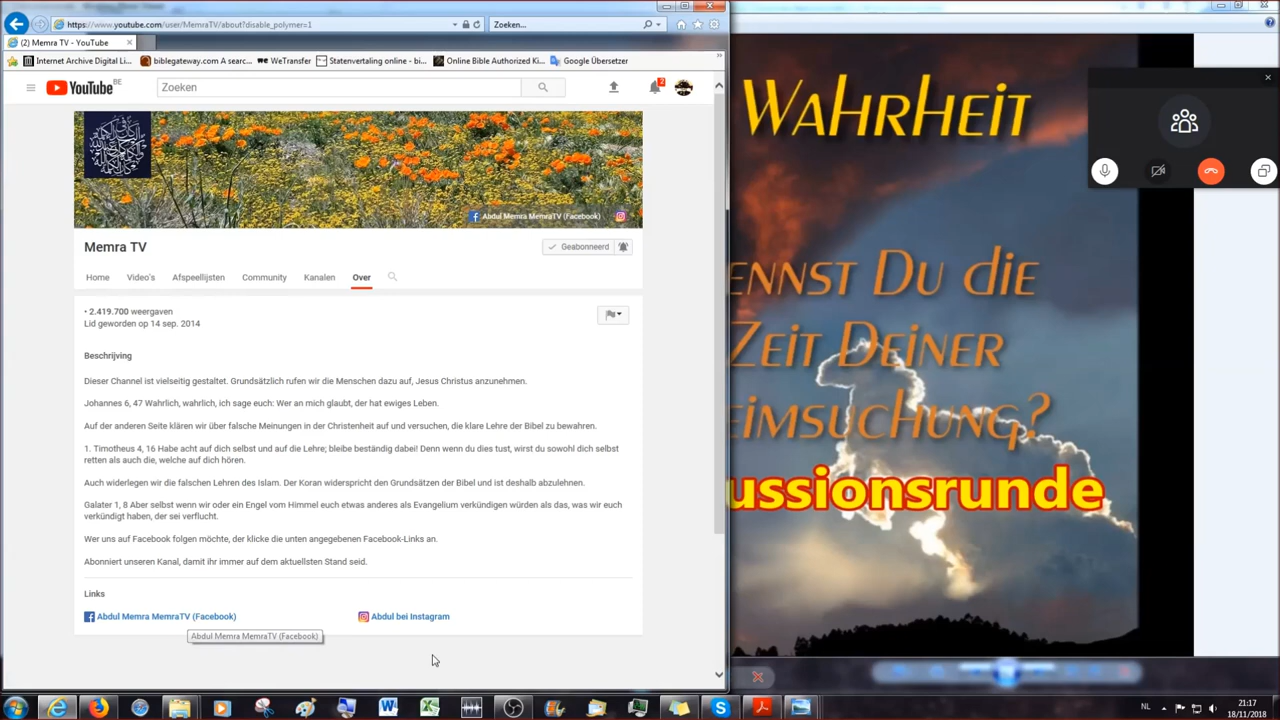 https://www.youtube.com/user/MemraTV/about?disable_polymer=1
Zoeken...
(2) Memra TV - YouTube
Internet Archive Digital Li...
biblegateway.com A searc...
WeTransfer
Statenvertaling online - bi...
Online Bible Authorized Ki...
Google Übersetzer
YouTube BE
Zoeken
2
Abdul Memra MemraTV (Facebook)
Memra TV
Geabonneerd
Home
Video's
Afspeellijsten
Community
Kanalen
Over
• 2.419.700 weergaven
Lid geworden op 14 sep. 2014
Beschrijving
Dieser Channel ist vielseitig gestaltet. Grundsätzlich rufen wir die Menschen dazu auf, Jesus Christus anzunehmen.
Johannes 6, 47 Wahrlich, wahrlich, ich sage euch: Wer an mich glaubt, der hat ewiges Leben.
Auf der anderen Seite klären wir über falsche Meinungen in der Christenheit auf und versuchen, die klare Lehre der Bibel zu bewahren.
1. Timotheus 4, 16 Habe acht auf dich selbst und auf die Lehre; bleibe beständig dabei! Denn wenn du dies tust, wirst du sowohl dich selbst
retten als auch die, welche auf dich hören.
Auch widerlegen wir die falschen Lehren des Islam. Der Koran widerspricht den Grundsätzen der Bibel und ist deshalb abzulehnen.
Galater 1, 8 Aber selbst wenn wir oder ein Engel vom Himmel euch etwas anderes als Evangelium verkündigen würden als das, was wir euch
verkündigt haben, der sei verflucht.
Wer uns auf Facebook folgen möchte, der klicke die unten angegebenen Facebook-Links an.
Abonniert unseren Kanal, damit ihr immer auf dem aktuellsten Stand seid.
Links
Abdul Memra MemraTV (Facebook)
Abdul bei Instagram
Abdul Memra MemraTV (Facebook)
WAHRHEIT
ENNST DU diE
ZEIT DEINER
EIMSUCHUNG?
ussionsrunde
NL
21:17
18/11/2018